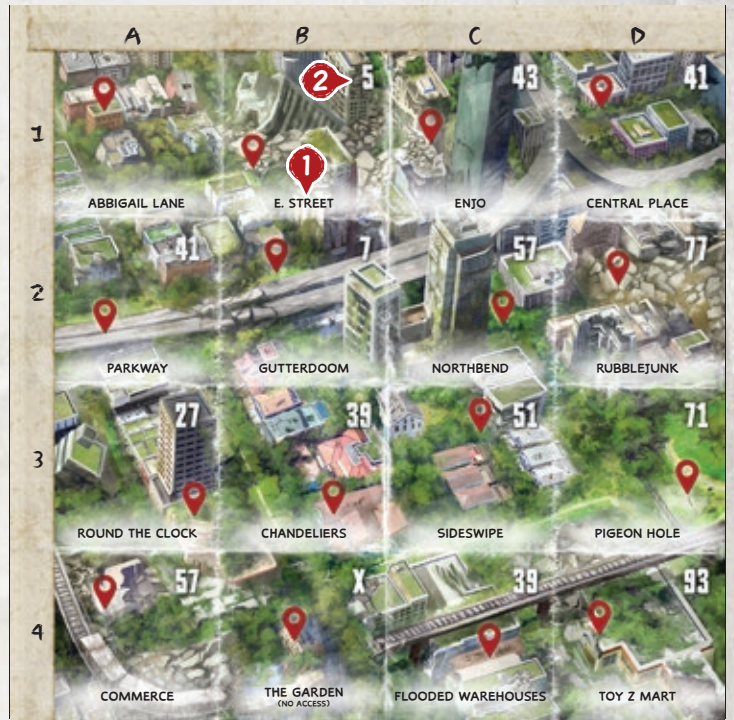 A B C D
1
2 5 43 41
1
ABBIGAIL LANE E. STREET ENJO CENTRAL PLACE
2
41 7 57 77
PARKWAY GUTTERDOOM NORTHBEND RUBBLEJUNK
3
27 39 51 71
ROUND THE CLOCK CHANDELIERS SIDESWIPE PIGEON HOLE
4
57 X 39 93
COMMERCE THE GARDEN FLOODED WAREHOUSES TOY Z MART
(NO ACCESS)